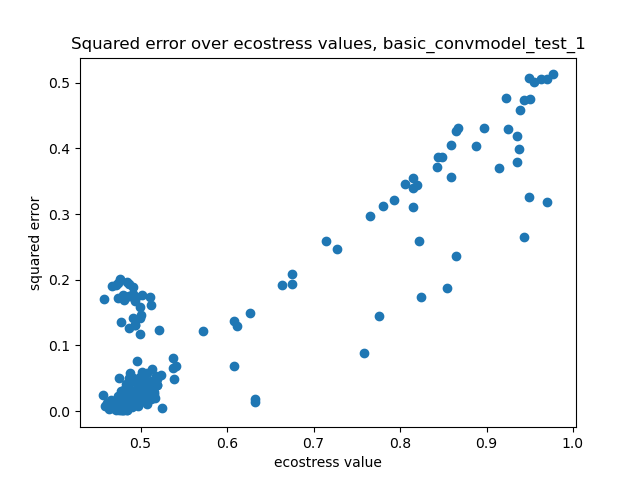 Squared error over ecostress values, basic_convmodel_test_1
squared error
0.5
0.4
0.3
0.2
0.1
0.0
0.5 0.6 0.7 0.8 0.9 1.0
ecostress value